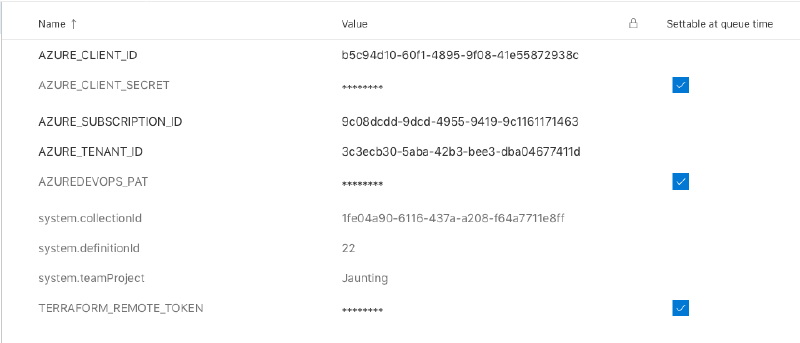 Name ↑ Value Settable at queue time
AZURE_CLIENT_ID b5c94d10-60f1-4895-9f08-41e55872938c
AZURE_CLIENT_SECRET ********
AZURE_SUBSCRIPTION_ID 9c08dcdd-9dcd-4955-9419-9c1161171463
AZURE_TENANT_ID 3c3ecb30-5aba-42b3-bee3-dba04677411d
AZUREDEVOPS_PAT ********
system.collectionId 1fe04a90-6116-437a-a208-f64a7711e8ff
system.definitionId 22
system.teamProject Jaunting
TERRAFORM_REMOTE_TOKEN ********